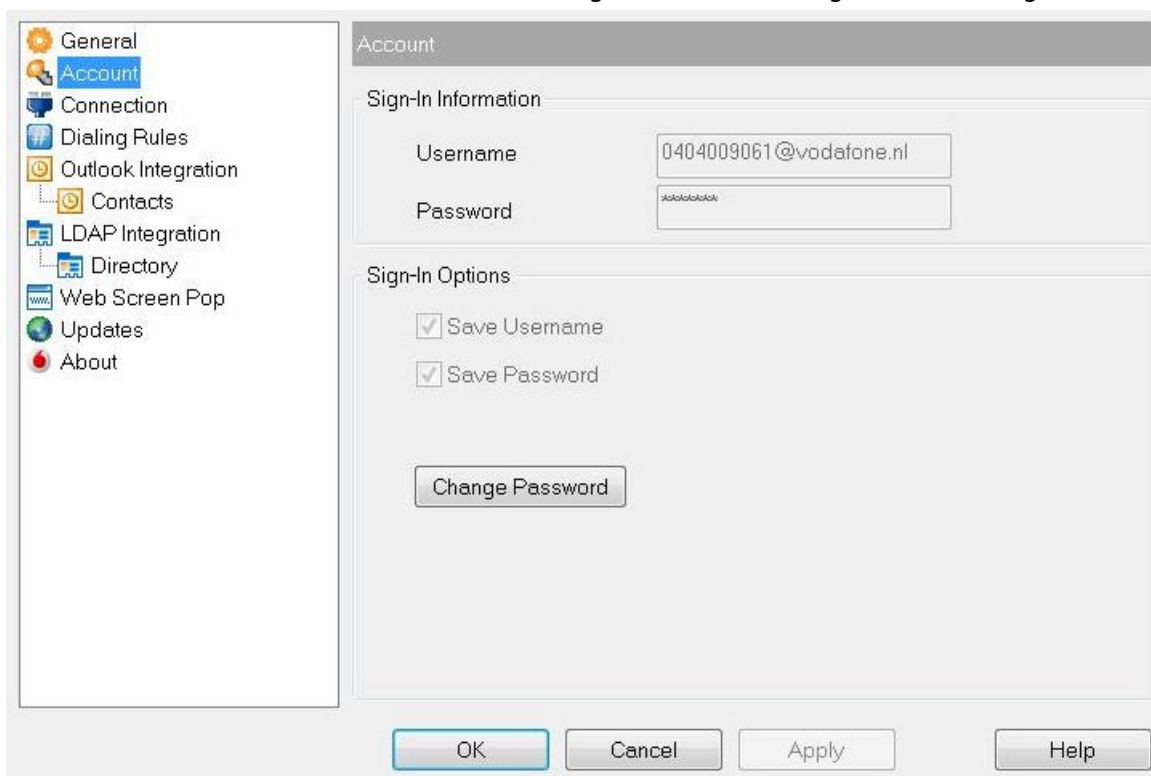 General
Account
Connection
Dialing Rules
Outlook Integration
Contacts
LDAP Integration
Directory
Web Screen Pop
Updates
About
Account
Sign-In Information
Username
0404009061@vodafone.nl
Password
********
Sign-In Options
Save Username
Save Password
Change Password
OK
Cancel
Apply
Help